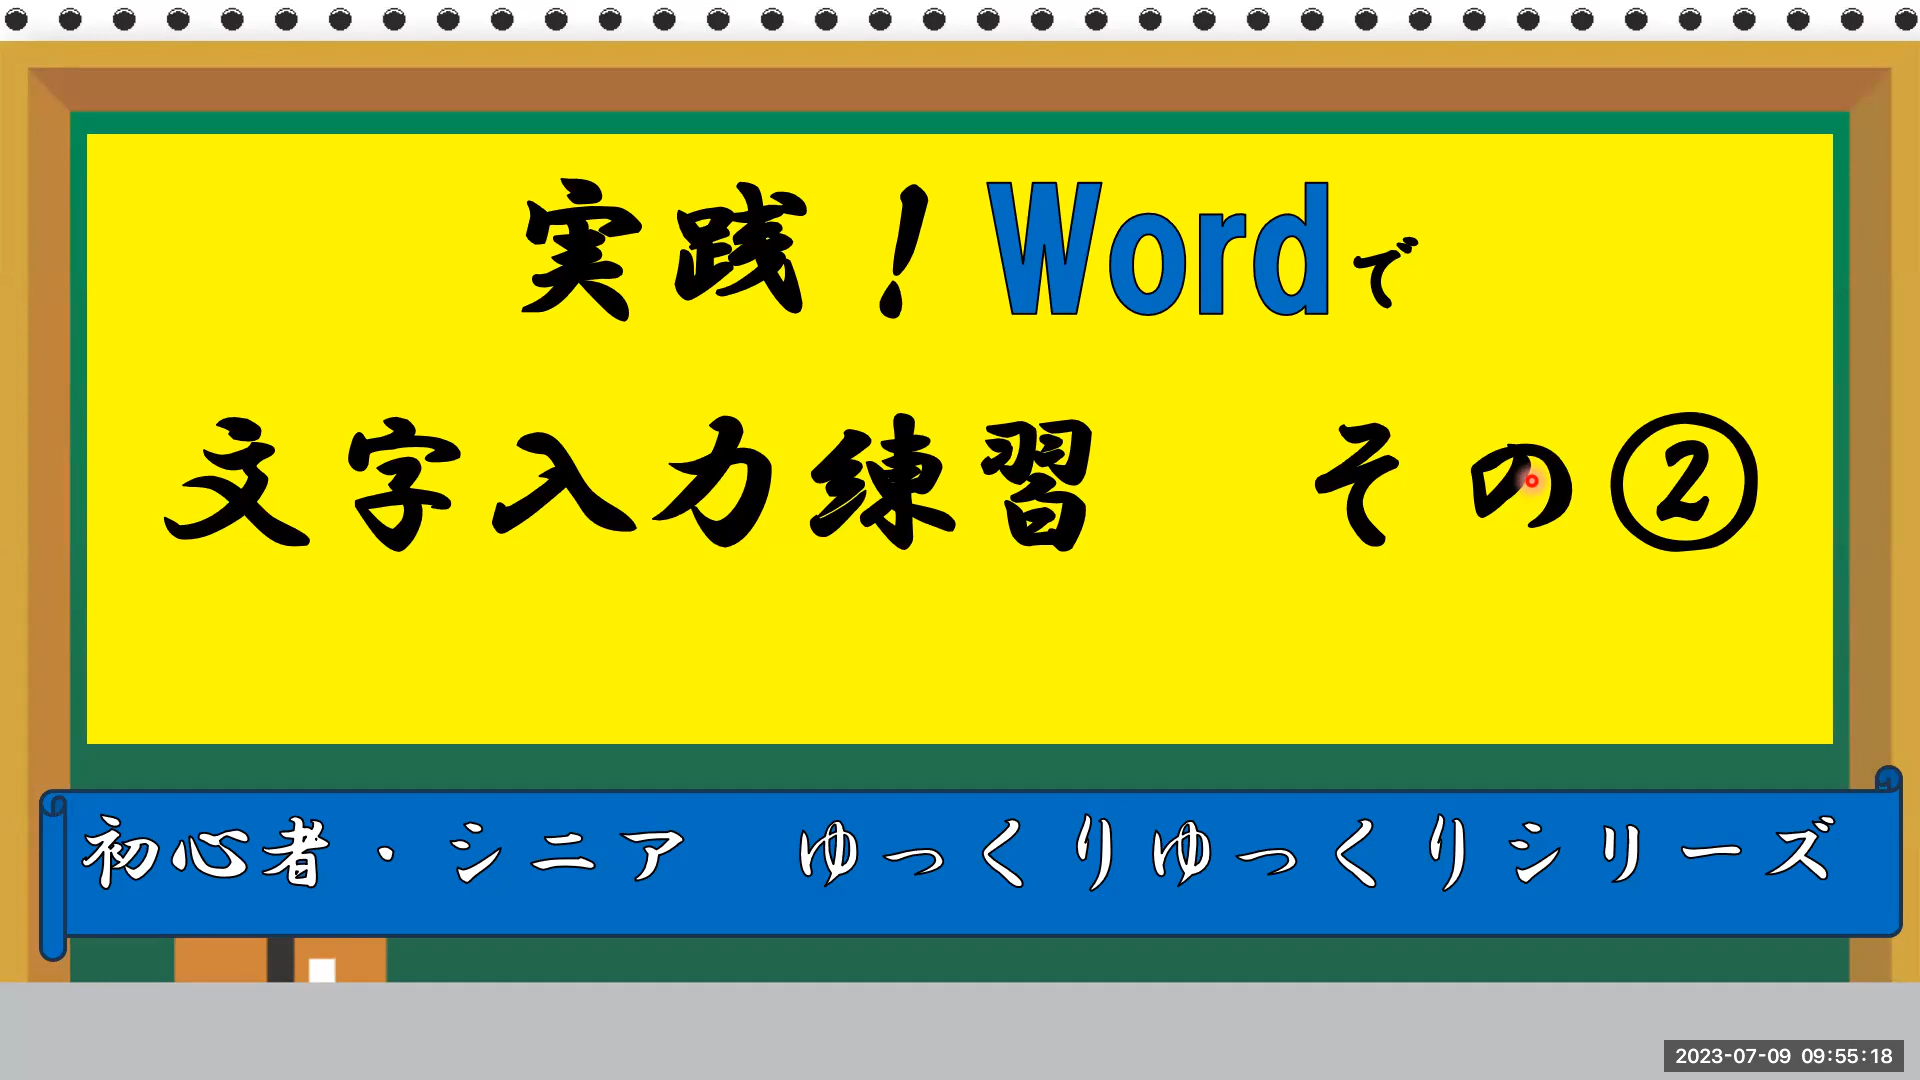 実践！Wordで
文字入力練習　その②
初心者・シニア　ゆっくりゆっくりシリーズ
2023-07-09 09:55:18